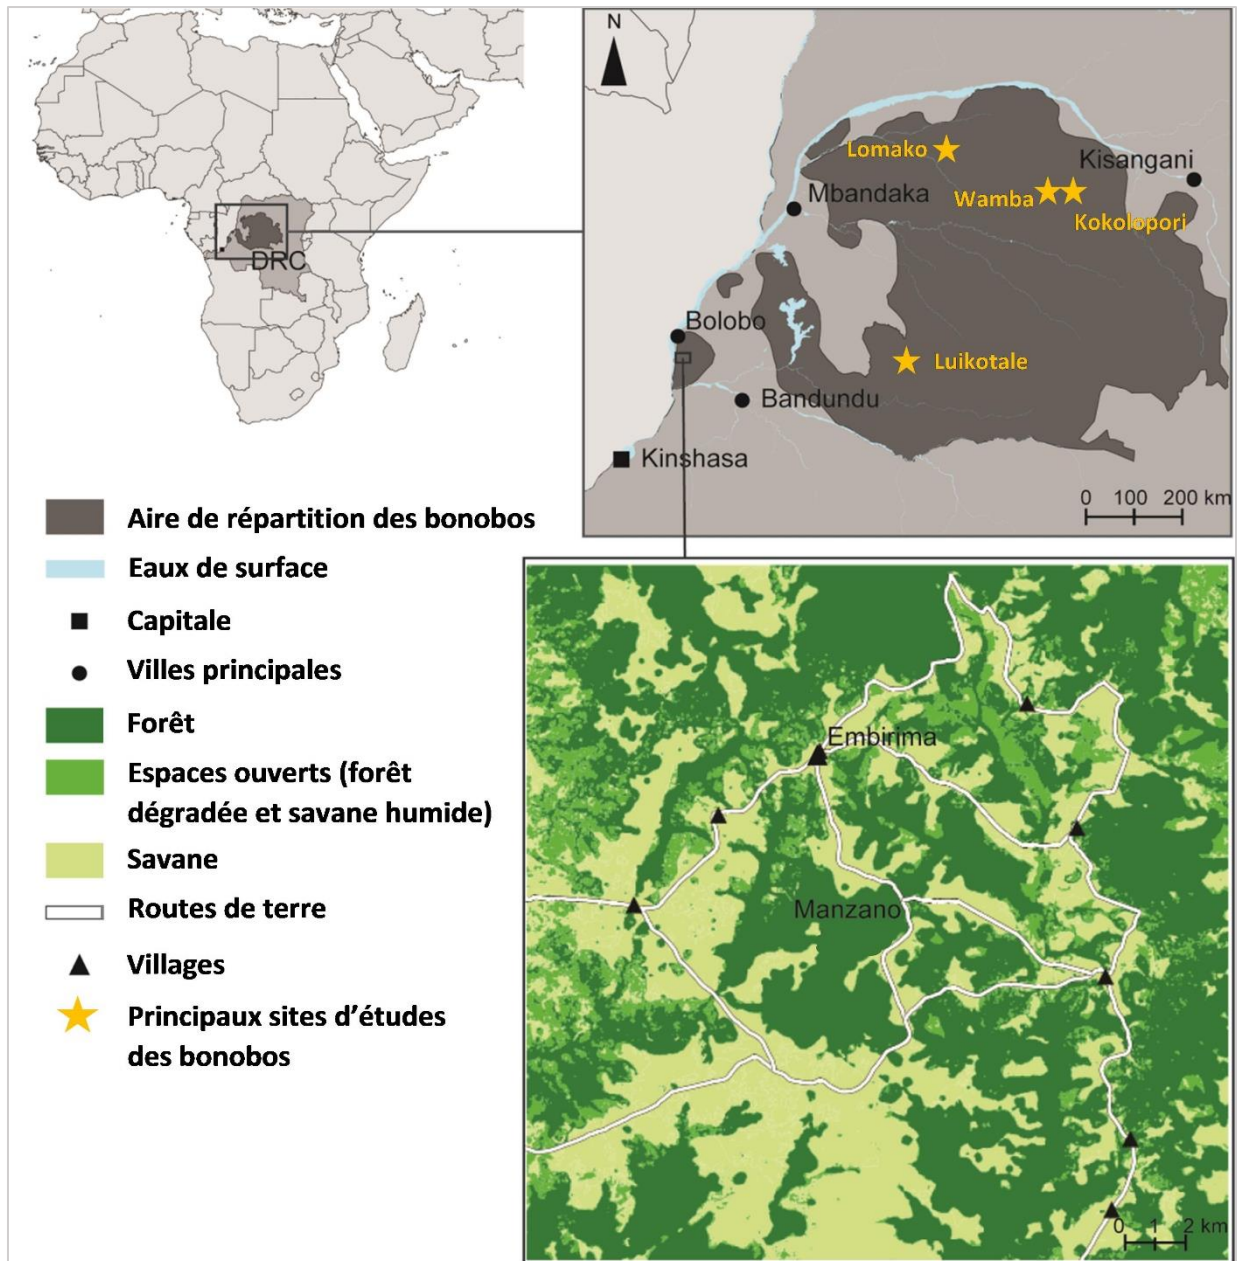 DRC
N
Lomako
Kisangani
Mbandaka
Wamba
Kokolopori
Bolobo
Luikotale
Bandundu
Kinshasa
0 100 200 km
Aire de répartition des bonobos
Eaux de surface
Capitale
Villes principales
Forêt
Espaces ouverts (forêt
dégradée et savane humide)
Savane
Routes de terre
Villages
Principaux sites d’études
des bonobos
Embirima
Manzano
0 1 2 km